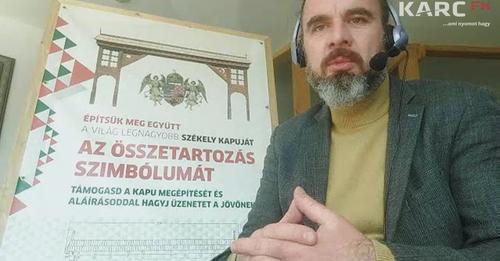 KARC FM
...ami nyomot hagy
ÉPÍTSÜK MEG EGYÜTT
A VILÁG LEGNAGYOBB SZÉKELY KAPUJÁT
AZ ÖSSZETARTOZÁS
SZIMBÓLUMÁT
TÁMOGASD A KAPU MEGÉPÍTÉSÉT ÉS
ALÁÍRÁSODDAL HAGYJ ÜZENETET A JÖVŐNEK